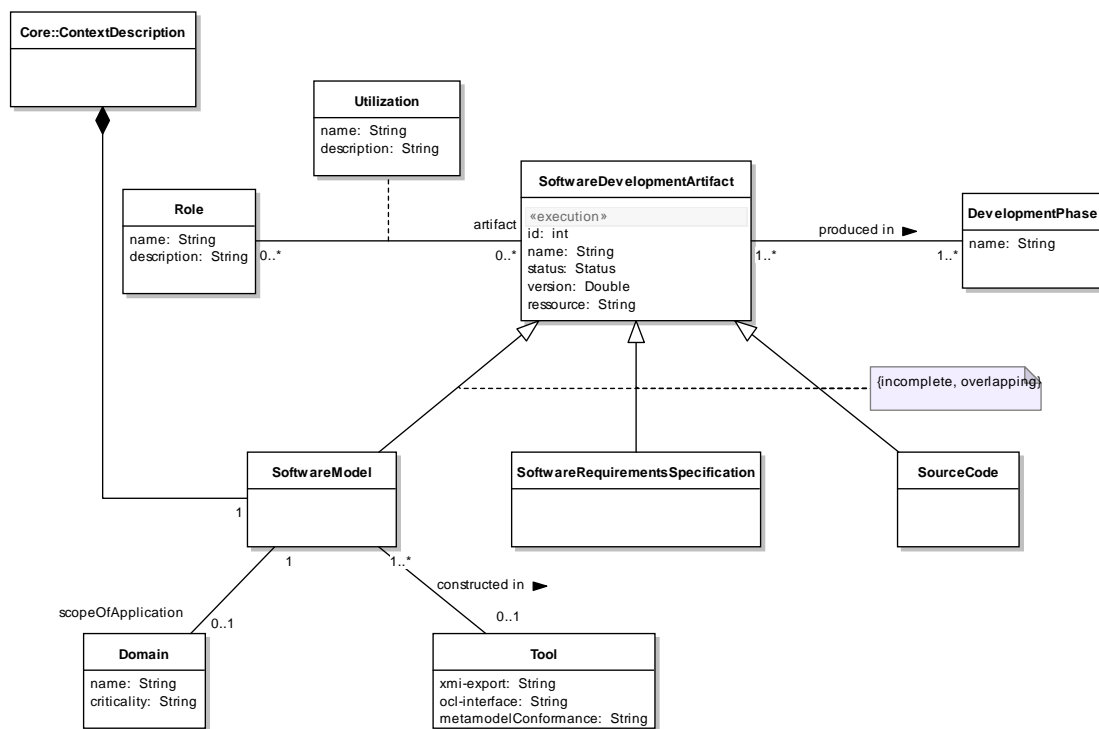 Core::ContextDescription
Utilization
name: String
description: String
SoftwareDevelopmentArtifact
«execution»
id: int
name: String
status: Status
version: Double
ressource: String
Role
name: String
description: String
0..*
artifact
0..*
produced in
1..*
1..*
DevelopmentPhase
name: String
{incomplete, overlapping}
SoftwareModel
SoftwareRequirementsSpecification
SourceCode
1
1
1..*
constructed in
scopeOfApplication
0..1
0..1
Domain
name: String
criticality: String
Tool
xmi-export: String
ocl-interface: String
metamodelConformance: String